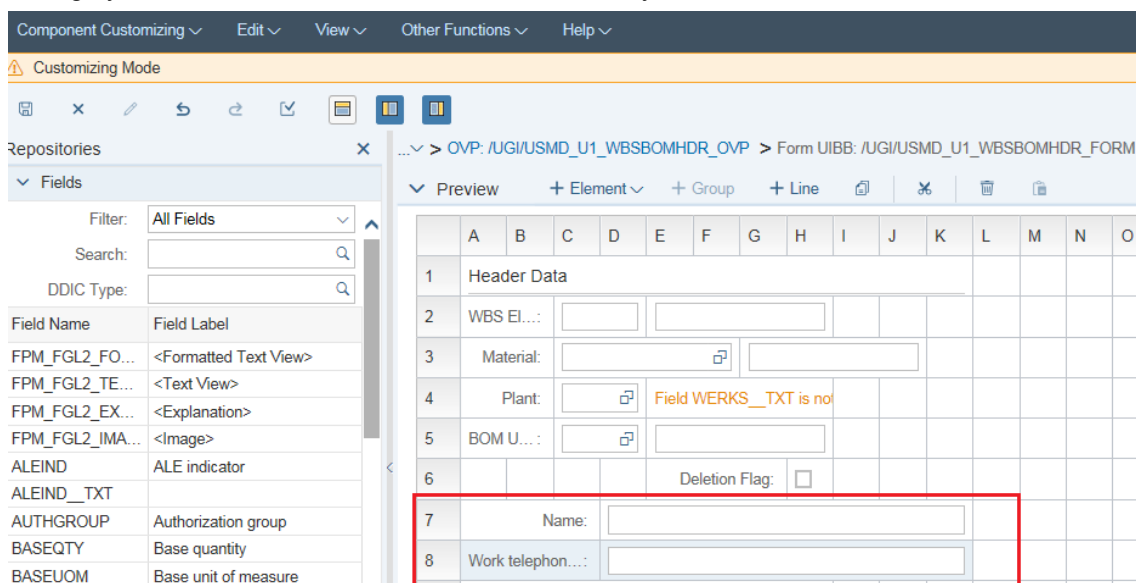 Component Customizing Edit View Other Functions Help
Customizing Mode
Repositories
... > OVP: /UGI/USMD_U1_WBSBOMHDR_OVP > Form UIBB: /UGI/USMD_U1_WBSBOMHDR_FORM
Fields
Preview + Element + Group + Line
Filter: All Fields
Search:
DDIC Type:
Field Name Field Label
FPM_FGL2_FO... <Formatted Text View>
FPM_FGL2_TE... <Text View>
FPM_FGL2_EX... <Explanation>
FPM_FGL2_IMA... <Image>
ALEIND ALE indicator
ALEIND__TXT
AUTHGROUP Authorization group
BASEQTY Base quantity
BASEUOM Base unit of measure
A B C D E F G H I J K L M N O
1 Header Data
2 WBS El...:
3 Material:
4 Plant: Field WERKS__TXT is not
5 BOM U...:
6 Deletion Flag:
7 Name:
8 Work telephon...: